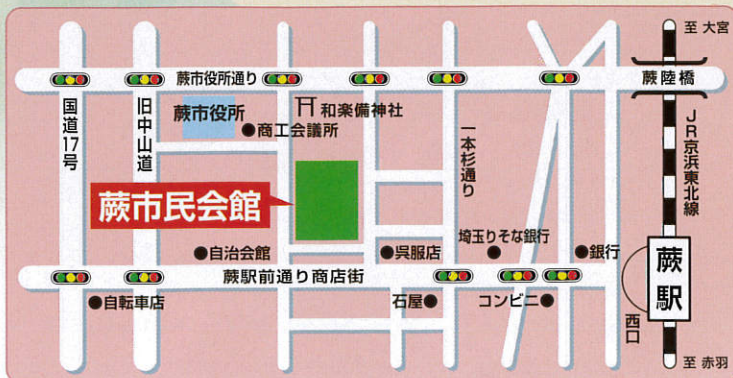 至 大宮
蕨市役所通り
蕨陸橋
国道17号
旧中山道
蕨市役所
和楽備神社
商工会議所
一本杉通り
JR京浜東北線
蕨市民会館
自治会館
呉服店
埼玉りそな銀行
銀行
蕨駅前通り商店街
蕨駅
自転車店
石屋
コンビニ
西口
至 赤羽